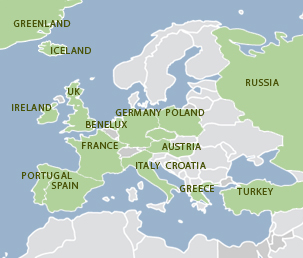 GREENLAND
ICELAND
RUSSIA
UK
IRELAND
GERMANY POLAND
BENELUX
FRANCE
AUSTRIA
ITALY CROATIA
PORTUGAL
SPAIN
GREECE
TURKEY